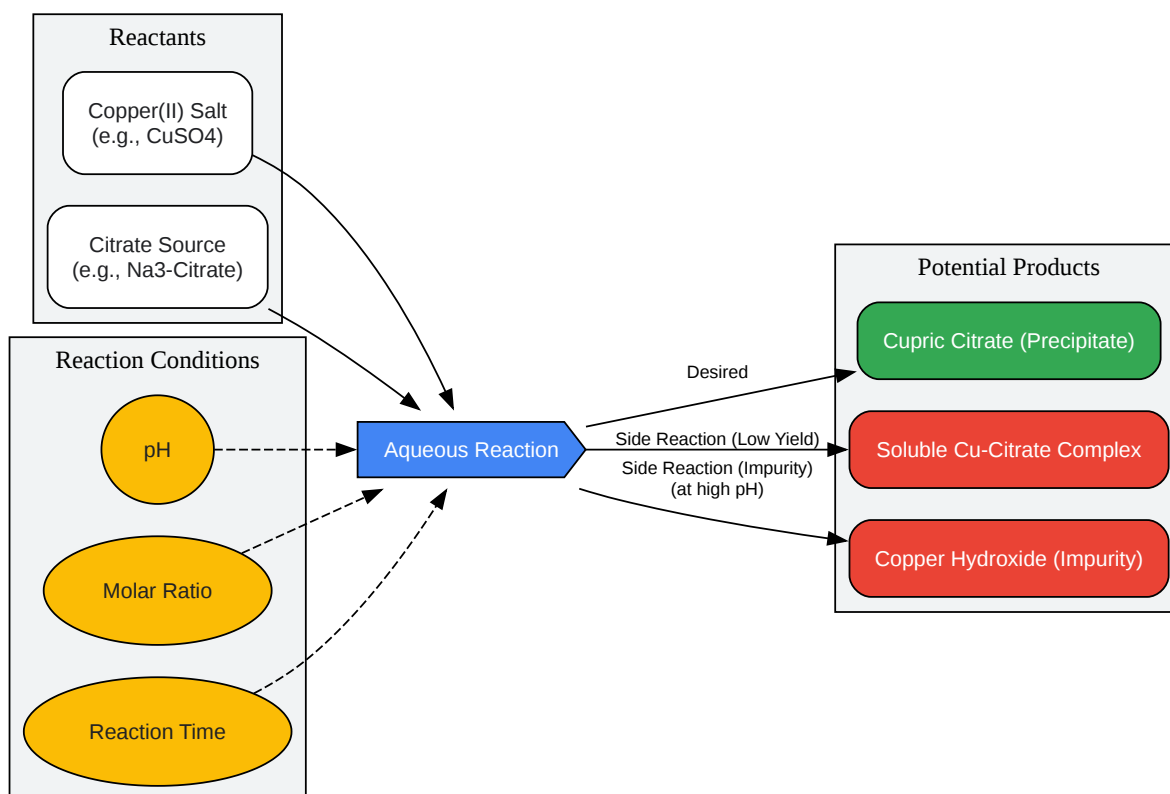 Reactants
Copper(II) Salt
(e.g., CuSO4)
Citrate Source
(e.g., Na3-Citrate)
Reaction Conditions
pH
Molar Ratio
Reaction Time
Aqueous Reaction
Desired
Side Reaction (Low Yield)
Side Reaction (Impurity)
(at high pH)
Potential Products
Cupric Citrate (Precipitate)
Soluble Cu-Citrate Complex
Copper Hydroxide (Impurity)